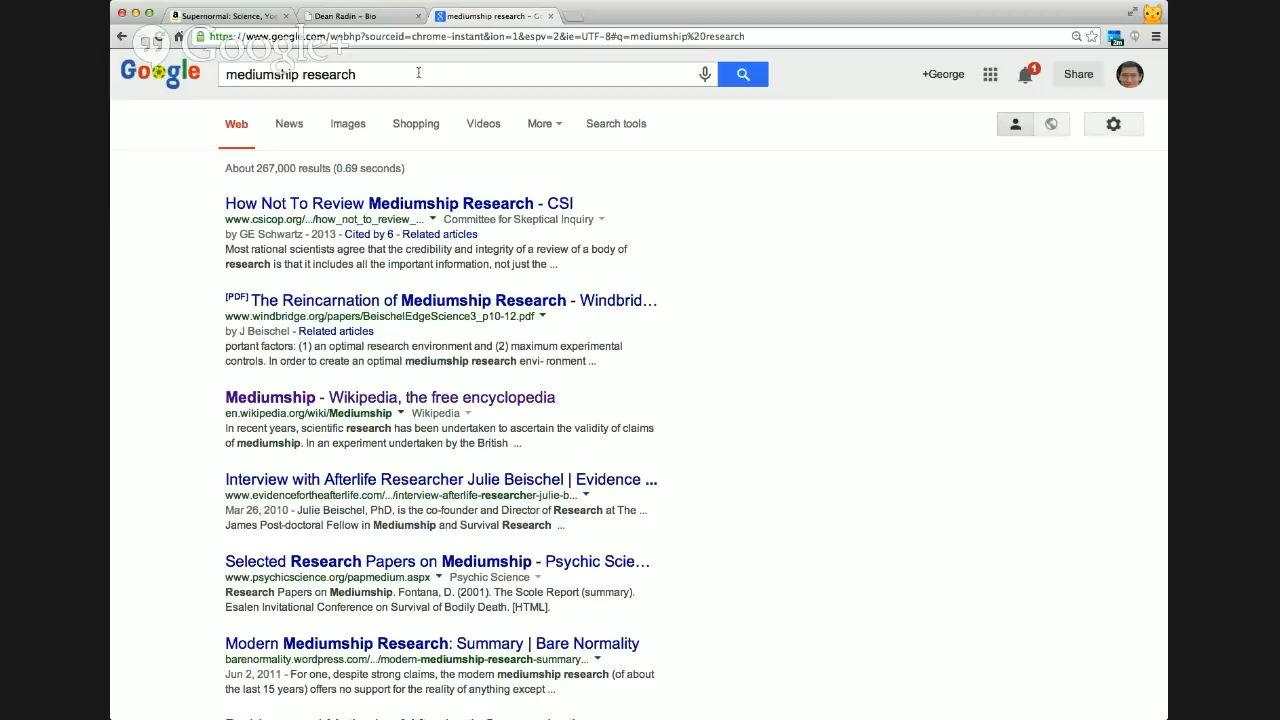 Supernormal: Science, Yog
Dean Radin - Bio
mediumship research - Go
Google+
https://www.google.com/webhp?sourceid=chrome-instant&ion=1&espv=2&ie=UTF-8#q=mediumship%20research
2m
Google
mediumship research
+George
1
Share
Web
News
Images
Shopping
Videos
More
Search tools
About 267,000 results (0.69 seconds)
How Not To Review Mediumship Research - CSI
www.csicop.org/.../how_not_to_review_... Committee for Skeptical Inquiry
by GE Schwartz - 2013 - Cited by 6 - Related articles
Most rational scientists agree that the credibility and integrity of a review of a body of
research is that it includes all the important information, not just the ...
[PDF] The Reincarnation of Mediumship Research - Windbrid...
www.windbridge.org/papers/BeischelEdgeScience3_p10-12.pdf
by J Beischel - Related articles
portant factors: (1) an optimal research environment and (2) maximum experimental
controls. In order to create an optimal mediumship research envi- ronment ...
Mediumship - Wikipedia, the free encyclopedia
en.wikipedia.org/wiki/Mediumship Wikipedia
In recent years, scientific research has been undertaken to ascertain the validity of claims
of mediumship. In an experiment undertaken by the British ...
Interview with Afterlife Researcher Julie Beischel | Evidence ...
www.evidencefortheafterlife.com/.../interview-afterlife-researcher-julie-b...
Mar 26, 2010 - Julie Beischel, PhD, is the co-founder and Director of Research at The ...
James Post-doctoral Fellow in Mediumship and Survival Research ...
Selected Research Papers on Mediumship - Psychic Scie...
www.psychicscience.org/papmedium.aspx Psychic Science
Research Papers on Mediumship. Fontana, D. (2001). The Scole Report (summary).
Esalen Invitational Conference on Survival of Bodily Death. [HTML].
Modern Mediumship Research: Summary | Bare Normality
barenormality.wordpress.com/.../modern-mediumship-research-summary...
Jun 2, 2011 - For one, despite strong claims, the modern mediumship research (of about
the last 15 years) offers no support for the reality of anything except ...